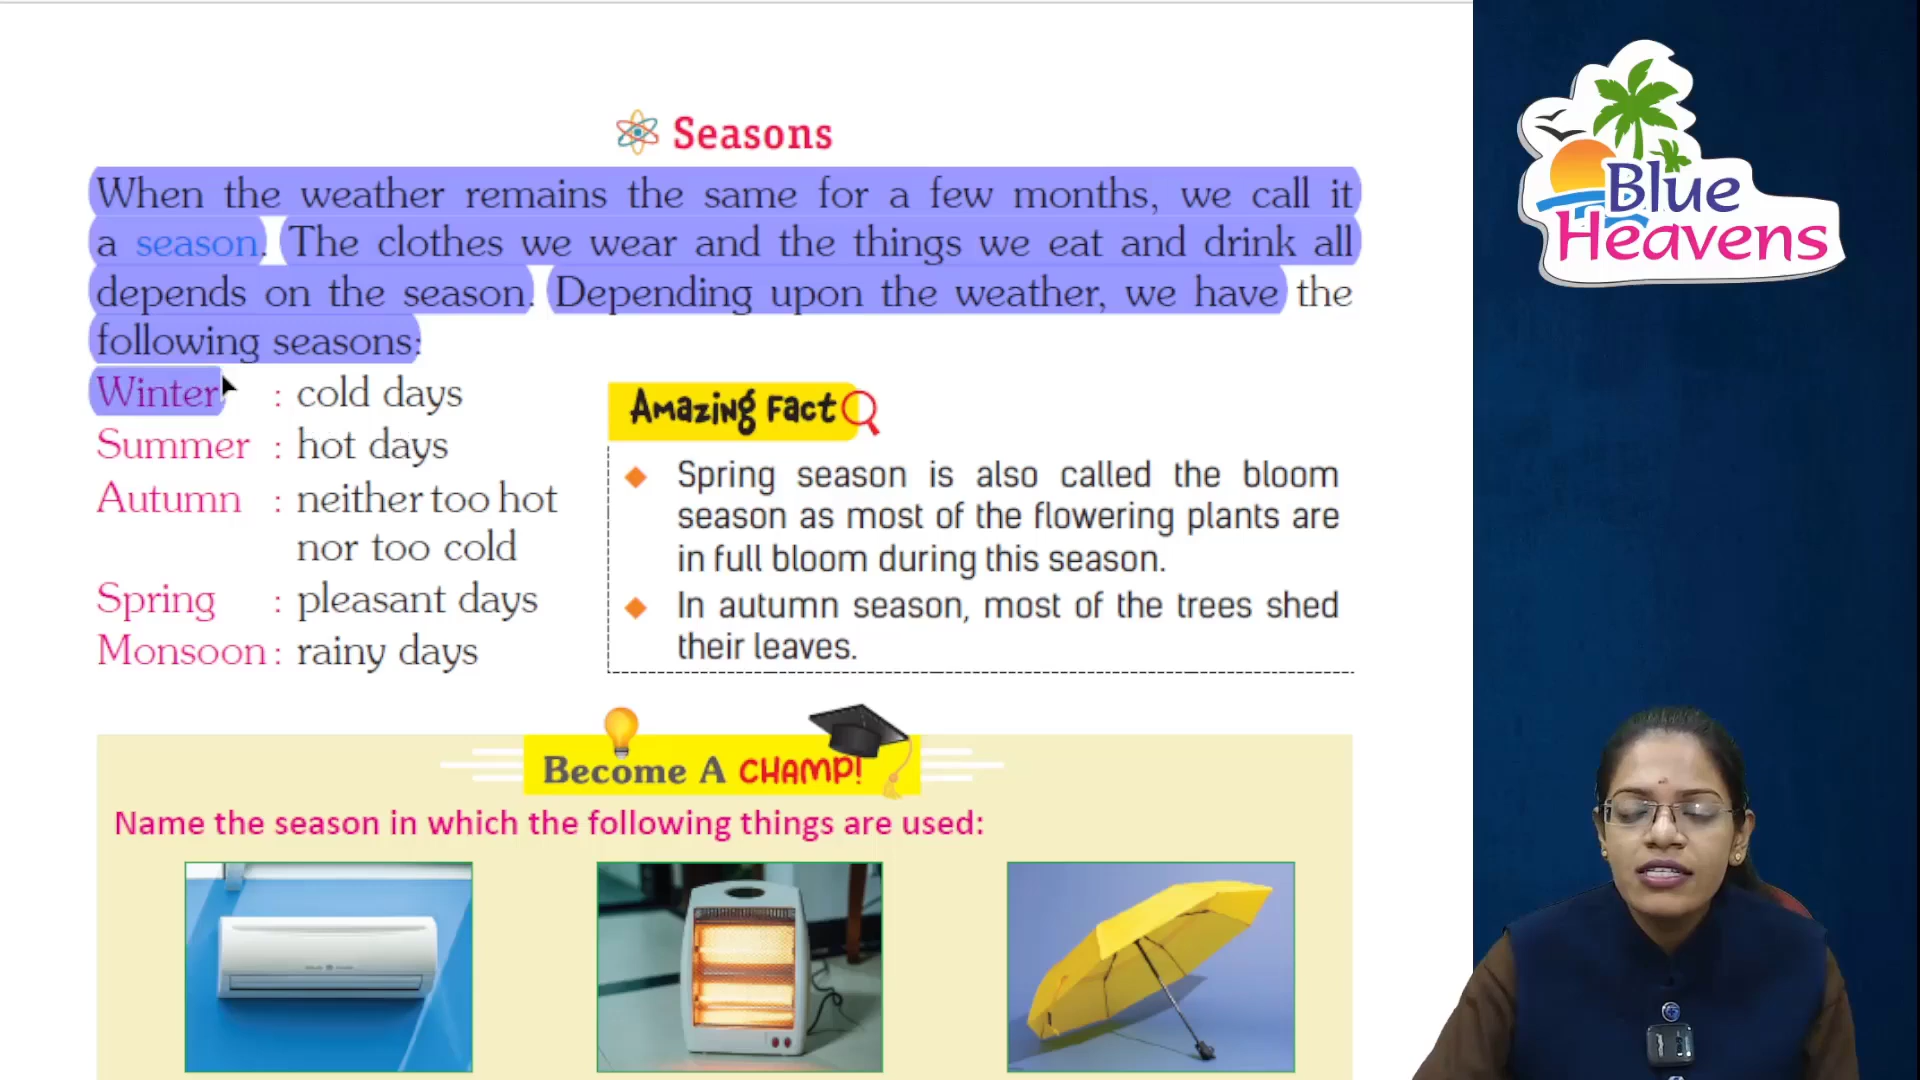 Seasons
When the weather remains the same for a few months, we call it
a season. The clothes we wear and the things we eat and drink all
depends on the season. Depending upon the weather, we have the
following seasons:
Winter : cold days
Summer : hot days
Autumn : neither too hot
nor too cold
Spring : pleasant days
Monsoon : rainy days
Amazing Fact
Spring season is also called the bloom
season as most of the flowering plants are
in full bloom during this season.
In autumn season, most of the trees shed
their leaves.
Become A CHAMP!
Name the season in which the following things are used:
Blue
Heavens